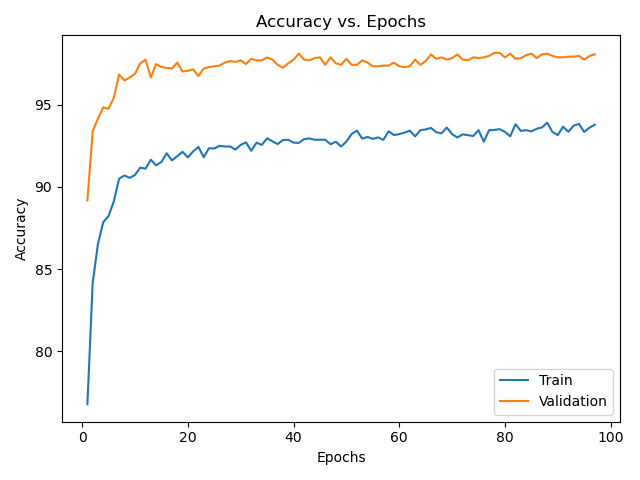 Accuracy vs. Epochs
95
90
85
80
Accuracy
0 20 40 60 80 100
Epochs
Train
Validation